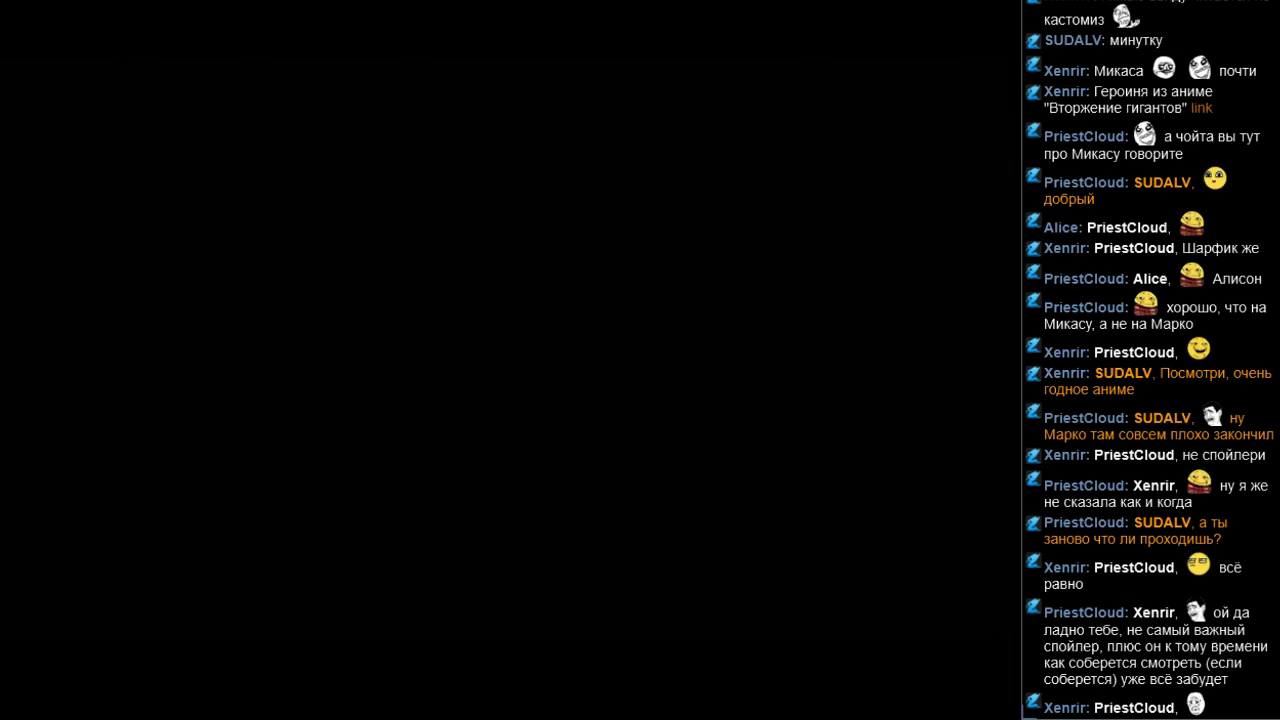 кастомиз
SUDALV: минутку
Xenrir: Микаса почти
Xenrir: Героиня из аниме
"Вторжение гигантов" link
PriestCloud: а чойта вы тут
про Микасу говорите
PriestCloud: SUDALV,
добрый
Alice: PriestCloud,
Xenrir: PriestCloud, Шарфик же
PriestCloud: Alice, Алисон
PriestCloud: хорошо, что на
Микасу, а не на Марко
Xenrir: PriestCloud,
Xenrir: SUDALV, Посмотри, очень
годное аниме
PriestCloud: SUDALV, ну
Марко там совсем плохо закончил
Xenrir: PriestCloud, не спойлери
PriestCloud: Xenrir, ну я же
не сказала как и когда
PriestCloud: SUDALV, а ты
заново что ли проходишь?
Xenrir: PriestCloud, всё
равно
PriestCloud: Xenrir, ой да
ладно тебе, не самый важный
спойлер, плюс он к тому времени
как соберется смотреть (если
соберется) уже всё забудет
Xenrir: PriestCloud,